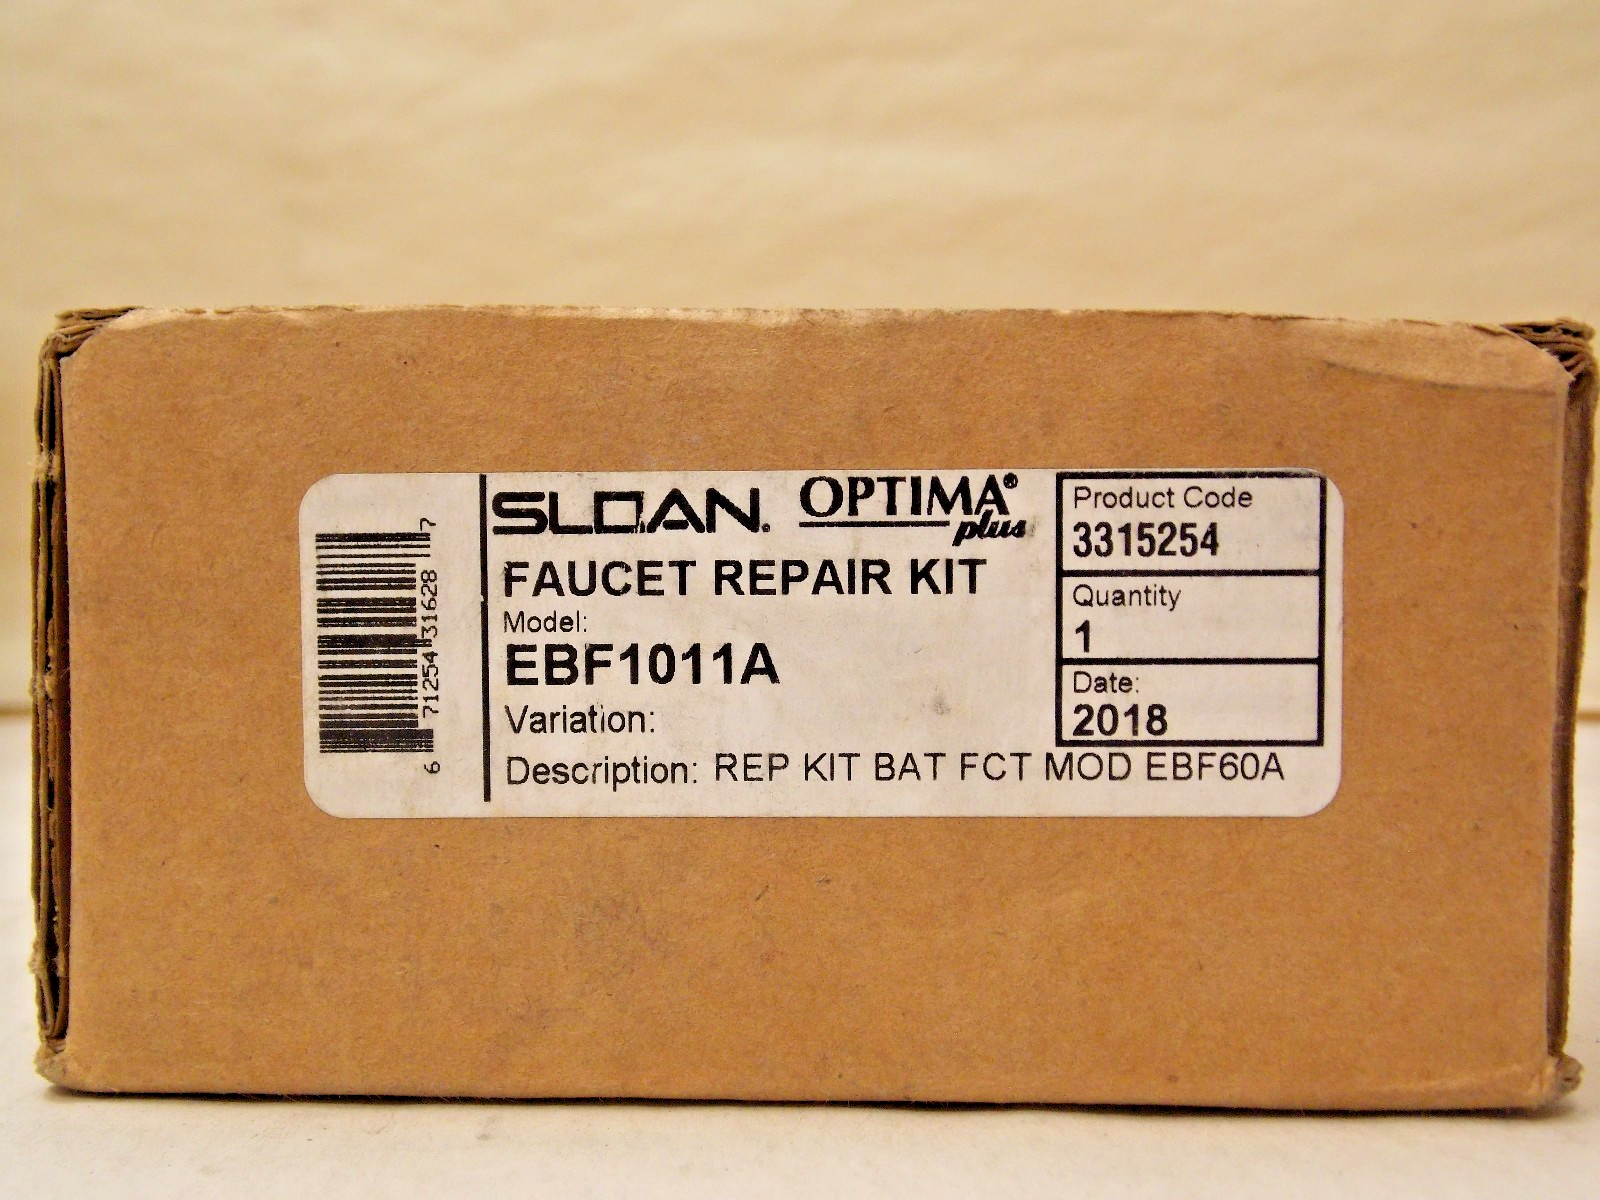 SLOAN. OPTIMA® plus
FAUCET REPAIR KIT
Model:
EBF1011A
Variation:
Description: REP KIT BAT FCT MOD EBF60A
Product Code
3315254
Quantity
1
Date:
2018
6 71254 31628 7